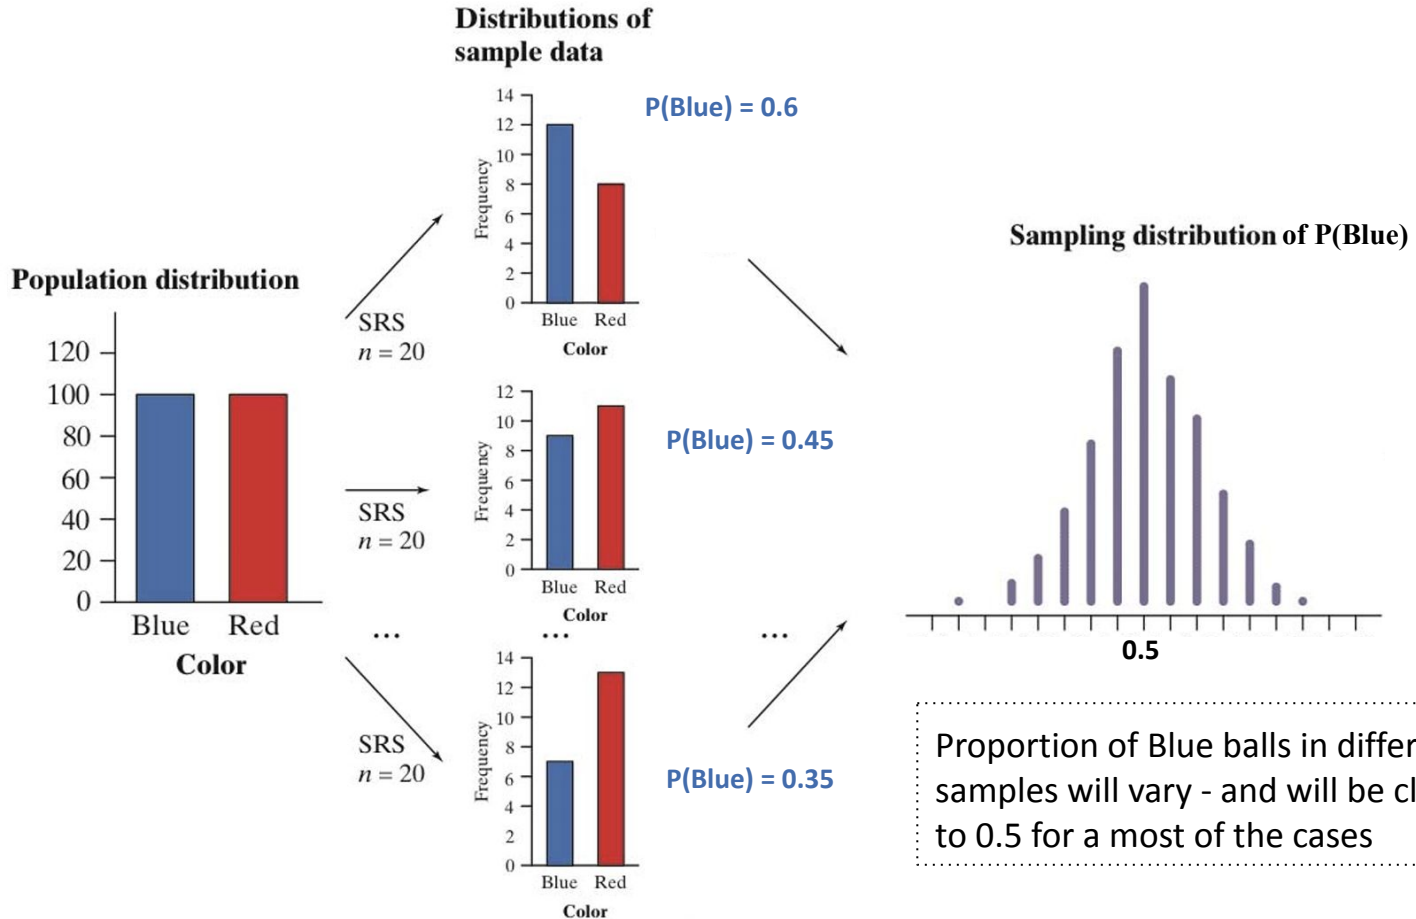 Distributions of
sample data
P(Blue) = 0.6
14
12
10
8
6
4
2
0
Frequency
Blue Red
Color
Population distribution
120
100
80
60
40
20
0
Blue Red
Color
SRS
n = 20
SRS
n = 20
SRS
n = 20
...
...
...
P(Blue) = 0.45
12
10
8
6
4
2
0
Frequency
Blue Red
Color
P(Blue) = 0.35
14
12
10
8
6
4
2
0
Frequency
Blue Red
Color
Sampling distribution of P(Blue)
0.5
Proportion of Blue balls in differ
samples will vary - and will be cl
to 0.5 for a most of the cases